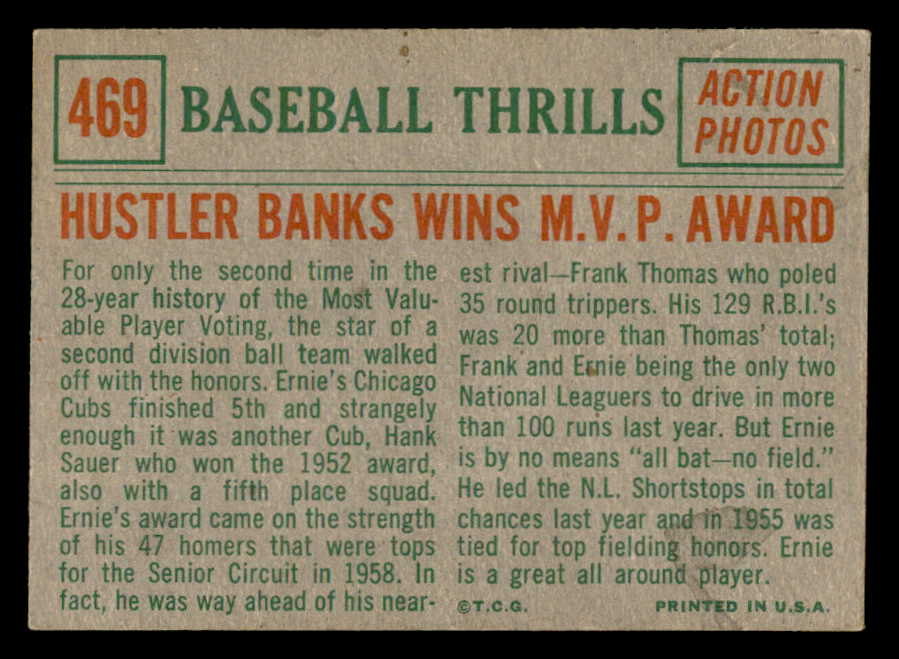 469
BASEBALL THRILLS
ACTION
PHOTOS
HUSTLER BANKS WINS M.V.P. AWARD
For only the second time in the
28-year history of the Most Valu-
able Player Voting, the star of a
second division ball team walked
off with the honors. Ernie's Chicago
Cubs finished 5th and strangely
enough it was another Cub, Hank
Sauer who won the 1952 award,
also with a fifth place squad.
Ernie's award came on the strength
of his 47 homers that were tops
for the Senior Circuit in 1958. In
fact, he was way ahead of his near-
est rival—Frank Thomas who poled
35 round trippers. His 129 R.B.I.'s
was 20 more than Thomas' total;
Frank and Ernie being the only two
National Leaguers to drive in more
than 100 runs last year. But Ernie
is by no means "all bat—no field."
He led the N.L. Shortstops in total
chances last year and in 1955 was
tied for top fielding honors. Ernie
is a great all around player.
©T.C.G.
PRINTED IN U.S.A.